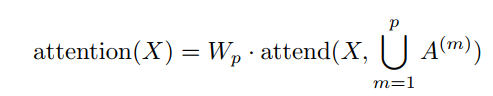 attention(X) = W_p · attend(X, ⋃_{m=1}^{p} A^{(m)})